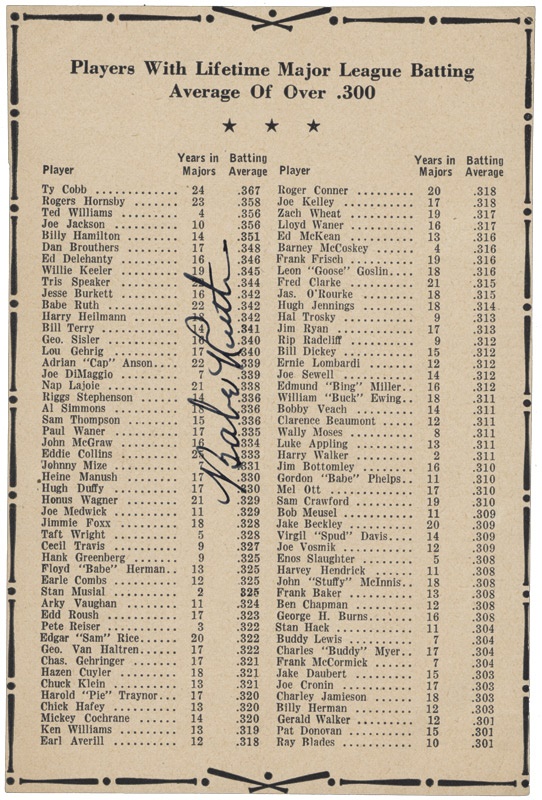 Players With Lifetime Major League Batting
Average Of Over .300
Player Years in Majors Batting Average
Ty Cobb ............ 24 .367
Rogers Hornsby ........ 23 .358
Ted Williams ......... 4 .356
Joe Jackson .......... 10 .356
Billy Hamilton ........ 14 .351
Dan Brouthers ........ 17 .348
Ed Delehanty ......... 16 .346
Willie Keeler ......... 19 .345
Tris Speaker ......... .344
Jesse Burkett ........ 16 .342
Babe Ruth ........... 22 .342
Harry Heilmann ....... .342
Bill Terry ........... 14 .341
Geo. Sisler .......... 16 .340
Lou Gehrig .......... 17 .340
Adrian "Cap" Anson.... 22 .339
Joe DiMaggio ......... 7 .339
Nap Lajoie ........... 21 .338
Riggs Stephenson ...... 14 .336
Al Simmons .......... .336
Sam Thompson ........ 15 .336
Paul Waner .......... 17 .335
John McGraw ......... 16 .334
Eddie Collins ......... .333
Johnny Mize ......... .331
Heine Manush ........ 17 .330
Hugh Duffy .......... 17 .330
Honus Wagner ........ 21 .329
Joe Medwick .......... 11 .329
Jimmie Foxx ......... 18 .328
Taft Wright .......... 5 .328
Cecil Travis .......... 9 .327
Hank Greenberg ....... 9 .325
Floyd "Babe" Herman.. 13 .325
Earle Combs .......... 12 .325
Stan Musial .......... 2 .325
Arky Vaughan ........ 11 .324
Edd Roush ........... 17 .323
Pete Reiser .......... 3 .322
Edgar "Sam" Rice..... 20 .322
Geo. Van Haltren...... 17 .322
Chas. Gehringer ....... 17 .321
Hazen Cuyler ......... 18 .321
Chuck Klein .......... 13 .321
Harold "Pie" Traynor... 17 .320
Chick Hafey .......... 13 .320
Mickey Cochrane ...... 14 .320
Ken Williams ......... 13 .319
Earl Averill .......... 12 .318
Player Years in Majors Batting Average
Roger Conner ......... 20 .318
Joe Kelley ........... 17 .318
Zach Wheat .......... 19 .317
Lloyd Waner ......... 16 .317
Ed McKean .......... 13 .316
Barney McCoskey ..... 4 .316
Frank Frisch ......... 19 .316
Leon "Goose" Goslin... 18 .316
Fred Clarke .......... 21 .315
Jas. O'Rourke ........ 18 .315
Hugh Jennings ........ 18 .314
Hal Trosky ........... 9 .313
Jim Ryan ............ 17 .313
Rip Radcliff .......... 9 .312
Bill Dickey ........... 15 .312
Ernie Lombardi ....... 12 .312
Joe Sewell ........... 14 .312
Edmund "Bing" Miller.. 16 .312
William "Buck" Ewing.. 18 .311
Bobby Veach ......... 14 .311
Clarence Beaumont .... 12 .311
Wally Moses ......... 8 .311
Luke Appling ......... 13 .311
Harry Walker ........ 2 .311
Jim Bottomley ........ 16 .310
Gordon "Babe" Phelps.. 11 .310
Mel Ott ............. 17 .310
Sam Crawford ........ 19 .310
Bob Meusel .......... 11 .309
Jake Beckley ......... 20 .309
Virgil "Spud" Davis.... 14 .309
Joe Vosmik .......... 12 .309
Enos Slaughter ....... 5 .308
Harvey Hendrick ...... 11 .308
John "Stuffy" McInnis.. 18 .308
Frank Baker ......... 13 .308
Ben Chapman ........ 12 .308
George H. Burns...... 16 .308
Stan Hack ........... 11 .304
Buddy Lewis ......... 7 .304
Charles "Buddy" Myer.. 17 .304
Frank McCormick ..... 7 .304
Jake Daubert ......... 15 .303
Joe Cronin ........... 17 .303
Charley Jamieson ..... 18 .303
Billy Herman ......... 12 .303
Gerald Walker ........ 12 .301
Pat Donovan ......... 15 .301
Ray Blades .......... 10 .301
Babe Ruth